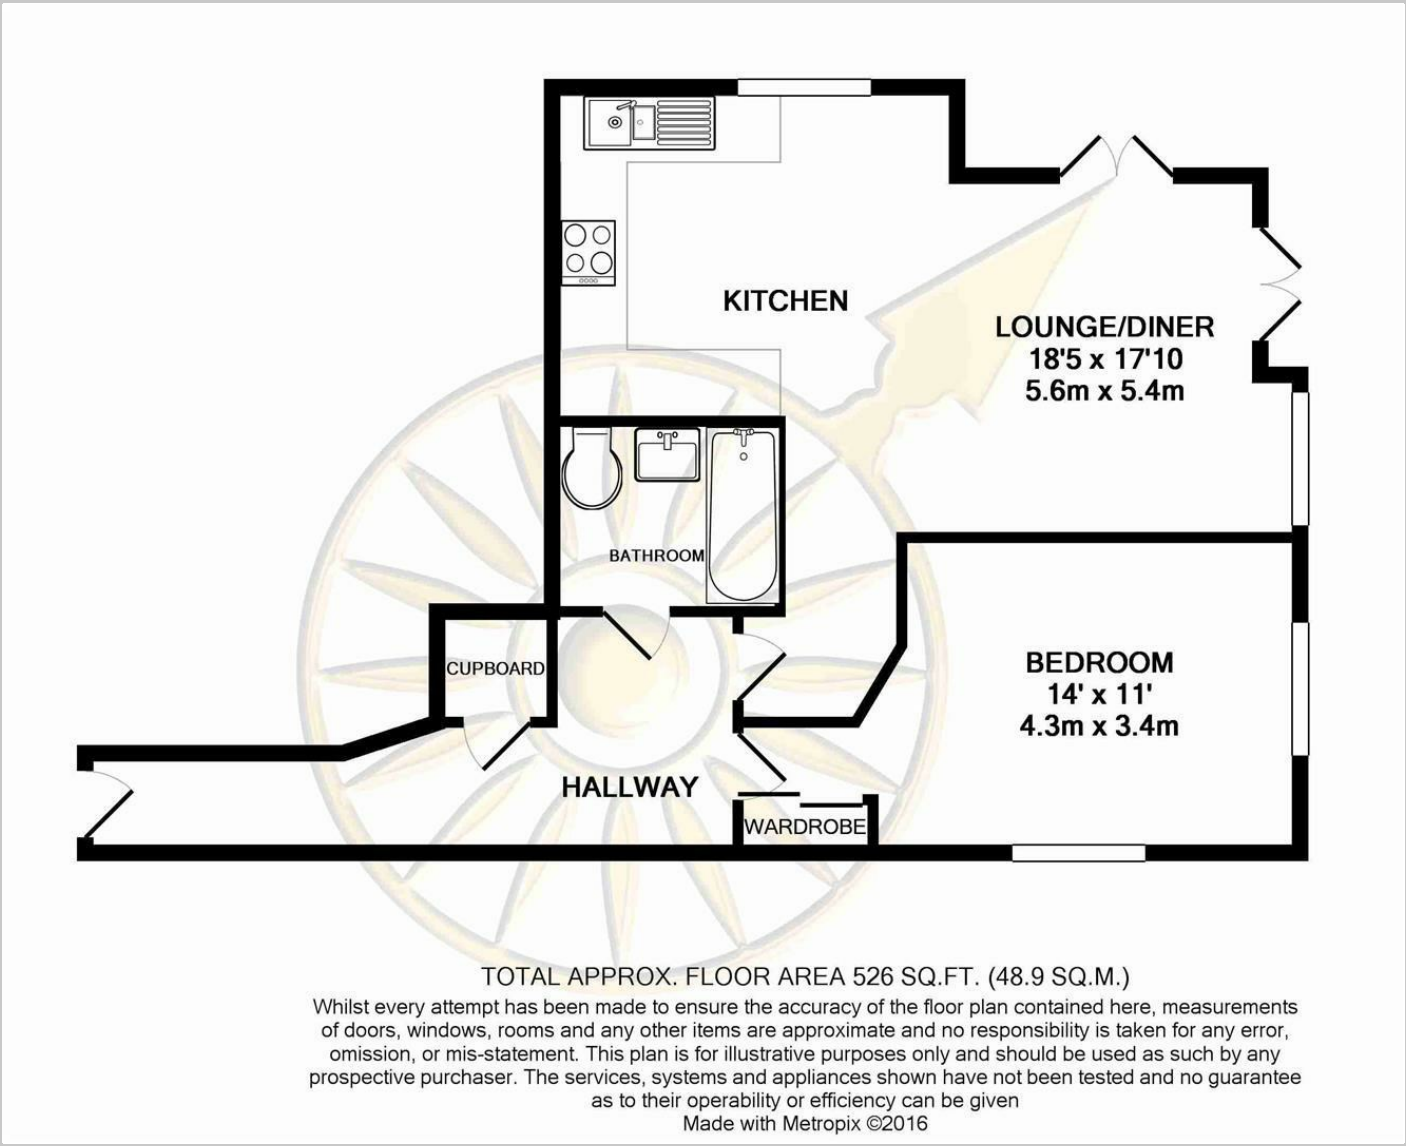 KITCHEN
LOUNGE/DINER
18'5 x 17'10
5.6m x 5.4m
BATHROOM
CUPBOARD
BEDROOM
14' x 11'
4.3m x 3.4m
HALLWAY
WARDROBE
TOTAL APPROX. FLOOR AREA 526 SQ.FT. (48.9 SQ.M.)
Whilst every attempt has been made to ensure the accuracy of the floor plan contained here, measurements
of doors, windows, rooms and any other items are approximate and no responsibility is taken for any error,
omission, or mis-statement. This plan is for illustrative purposes only and should be used as such by any
prospective purchaser. The services, systems and appliances shown have not been tested and no guarantee
as to their operability or efficiency can be given
Made with Metropix ©2016